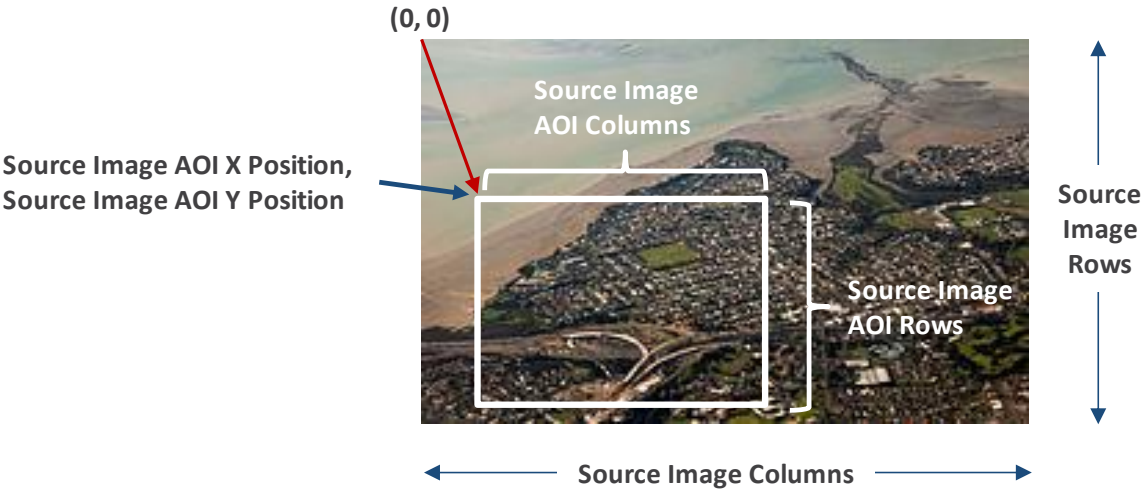 (0, 0)
Source Image
AOI Columns
Source Image AOI X Position,
Source Image AOI Y Position
Source
Image
Rows
Source Image
AOI Rows
Source Image Columns